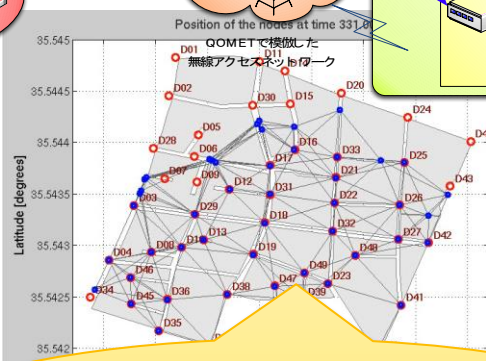 Position of the nodes at time 331.0
QOMETで模倣した
無線アクセスネットワーク
Latitude [degrees]
35.545
35.5445
35.544
35.5435
35.543
35.5425
35.542
D01
D11
D02
D30
D15
D20
D24
D05
D28
D06
D16
D33
D25
D07
D09
D12
D17
D21
D43
D03
D29
D31
D22
D26
D18
D32
D27
D42
D04
D08
D13
D19
D48
D46
D49
D34
D45
D36
D38
D47
D39
D23
D41
D35